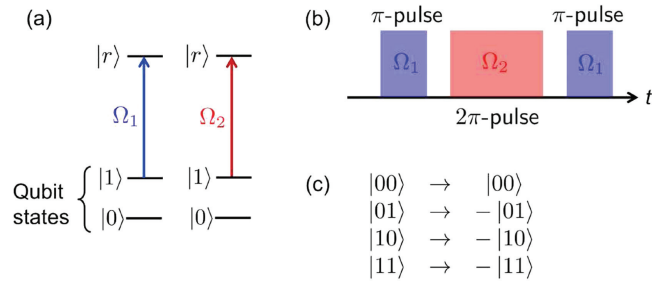 (a)
|r⟩ |r⟩
Ω₁ Ω₂
Qubit states { |1⟩ |1⟩
|0⟩ |0⟩
(b)
π-pulse π-pulse
Ω₁ Ω₂ Ω₁
t
2π-pulse
(c)
|00⟩ → |00⟩
|01⟩ → −|01⟩
|10⟩ → −|10⟩
|11⟩ → −|11⟩